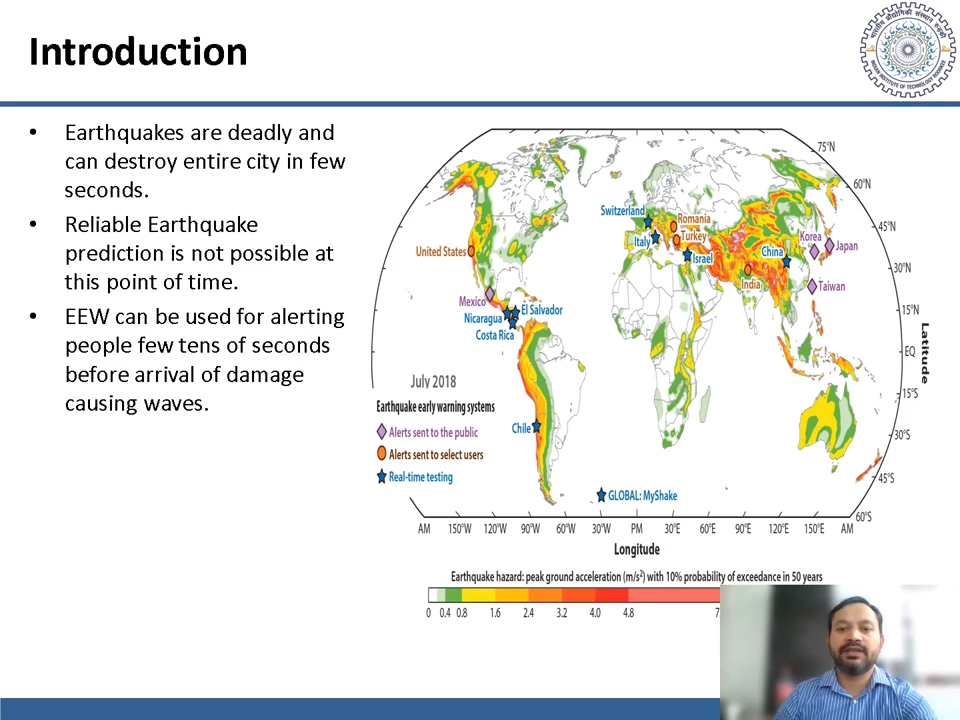 Introduction
• Earthquakes are deadly and
can destroy entire city in few
seconds.
• Reliable Earthquake
prediction is not possible at
this point of time.
• EEW can be used for alerting
people few tens of seconds
before arrival of damage
causing waves.
75°N
60°N
45°N
30°N
15°N
EQ
15°S
30°S
45°S
60°S
Latitude
Switzerland
Romania
Italy
Turkey
Israel
United States
Korea
Japan
China
India
Taiwan
Mexico
El Salvador
Nicaragua
Costa Rica
Chile
July 2018
Earthquake early warning systems
Alerts sent to the public
Alerts sent to select users
Real-time testing
GLOBAL: MyShake
AM 150°W 120°W 90°W 60°W 30°W PM 30°E 60°E 90°E 120°E 150°E AM
Longitude
Earthquake hazard: peak ground acceleration (m/s²) with 10% probability of exceedance in 50 years
0 0.4 0.8 1.6 2.4 3.2 4.0 4.8